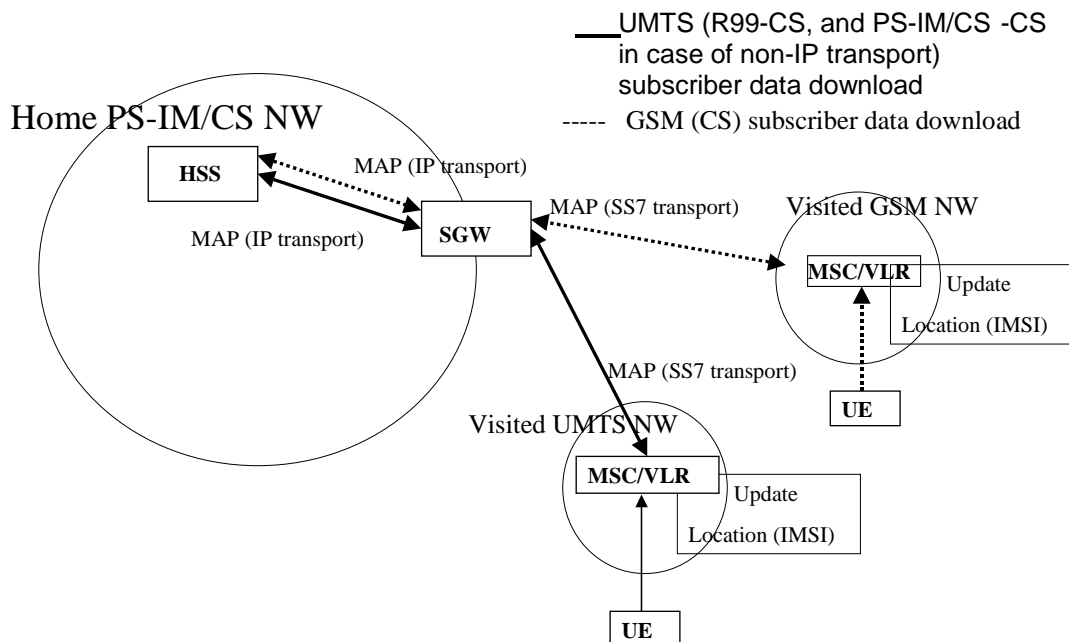 UMTS (R99-CS, and PS-IM/CS -CS
in case of non-IP transport)
subscriber data download
GSM (CS) subscriber data download
Home PS-IM/CS NW
HSS
MAP (IP transport)
MAP (IP transport)
SGW
MAP (SS7 transport)
Visited GSM NW
MSC/VLR
Update
Location (IMSI)
UE
MAP (SS7 transport)
Visited UMTS NW
MSC/VLR
Update
Location (IMSI)
UE